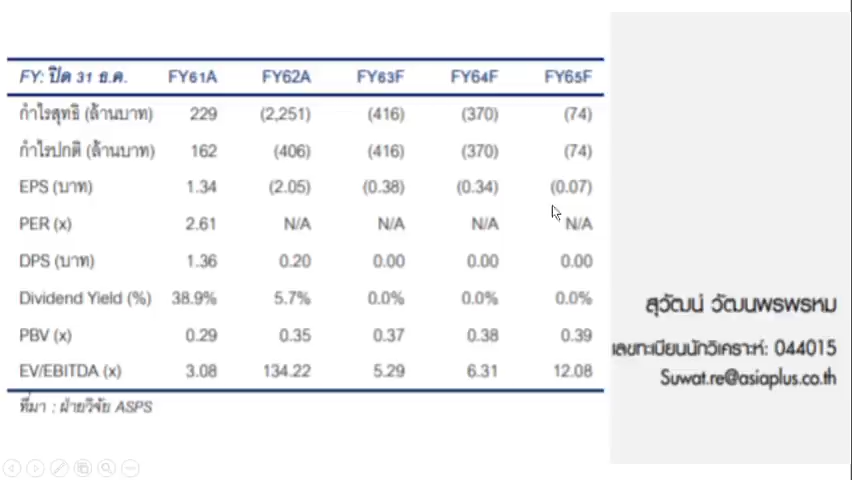 FY: ปิด 31 ธ.ค. FY61A FY62A FY63F FY64F FY65F
กำไรสุทธิ (ล้านบาท) 229 (2,251) (416) (370) (74)
กำไรปกติ (ล้านบาท) 162 (406) (416) (370) (74)
EPS (บาท) 1.34 (2.05) (0.38) (0.34) (0.07)
PER (x) 2.61 N/A N/A N/A N/A
DPS (บาท) 1.36 0.20 0.00 0.00 0.00
Dividend Yield (%) 38.9% 5.7% 0.0% 0.0% 0.0%
PBV (x) 0.29 0.35 0.37 0.38 0.39
EV/EBITDA (x) 3.08 134.22 5.29 6.31 12.08
ที่มา : ฝ่ายวิจัย ASPS
สุวัฒน์ วัฒนพรพรหม
เลขทะเบียนนักวิเคราะห์: 044015
Suwat.re@asiaplus.co.th